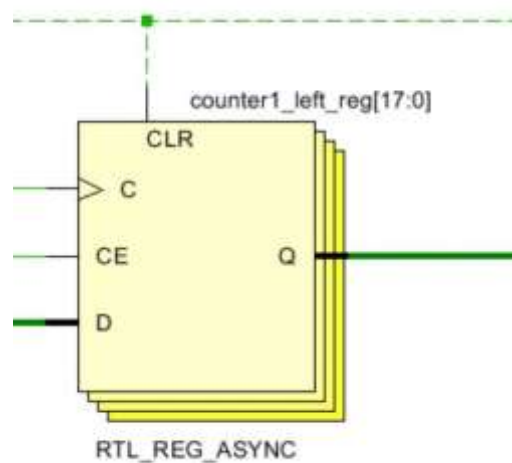 counter1_left_reg[17:0]
CLR
C
CE
Q
D
RTL_REG_ASYNC